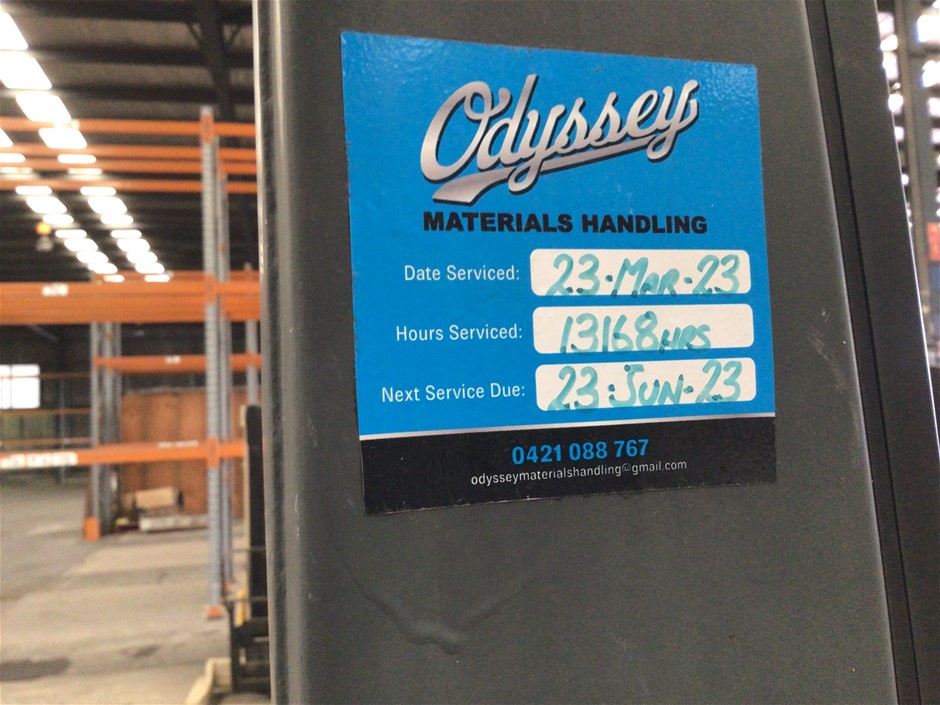 Odyssey
MATERIALS HANDLING
Date Serviced: 23-MAR-23
Hours Serviced: 13168HRS
Next Service Due: 23-JUN-23
0421 088 767
odysseymaterialshandling@gmail.com